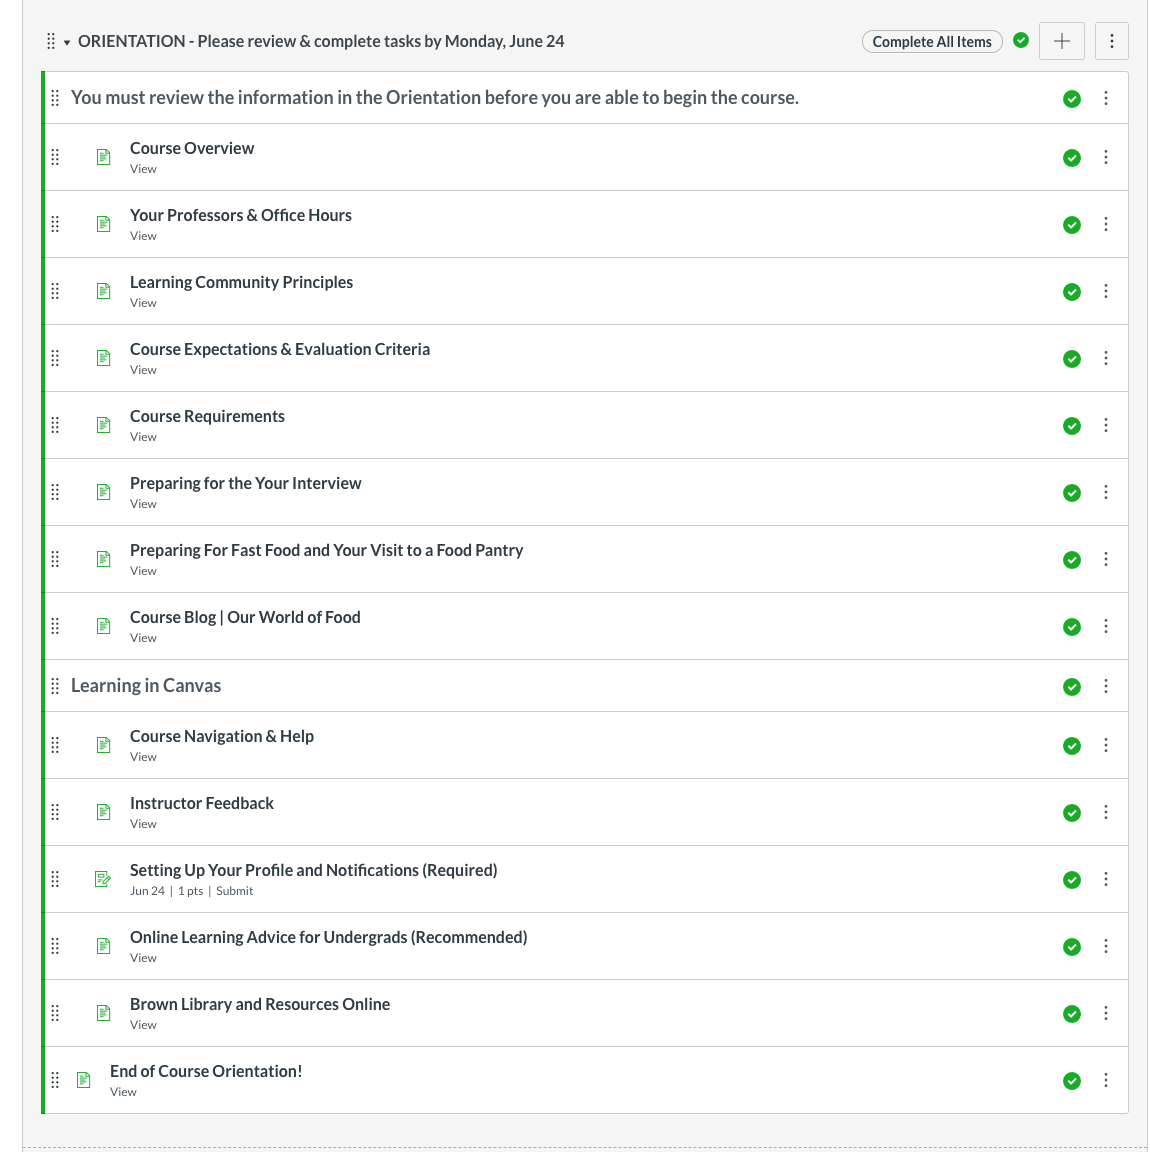 ORIENTATION - Please review & complete tasks by Monday, June 24
Complete All Items
You must review the information in the Orientation before you are able to begin the course.
Course Overview
View
Your Professors & Office Hours
View
Learning Community Principles
View
Course Expectations & Evaluation Criteria
View
Course Requirements
View
Preparing for the Your Interview
View
Preparing For Fast Food and Your Visit to a Food Pantry
View
Course Blog | Our World of Food
View
Learning in Canvas
Course Navigation & Help
View
Instructor Feedback
View
Setting Up Your Profile and Notifications (Required)
Jun 24 | 1 pts | Submit
Online Learning Advice for Undergrads (Recommended)
View
Brown Library and Resources Online
View
End of Course Orientation!
View